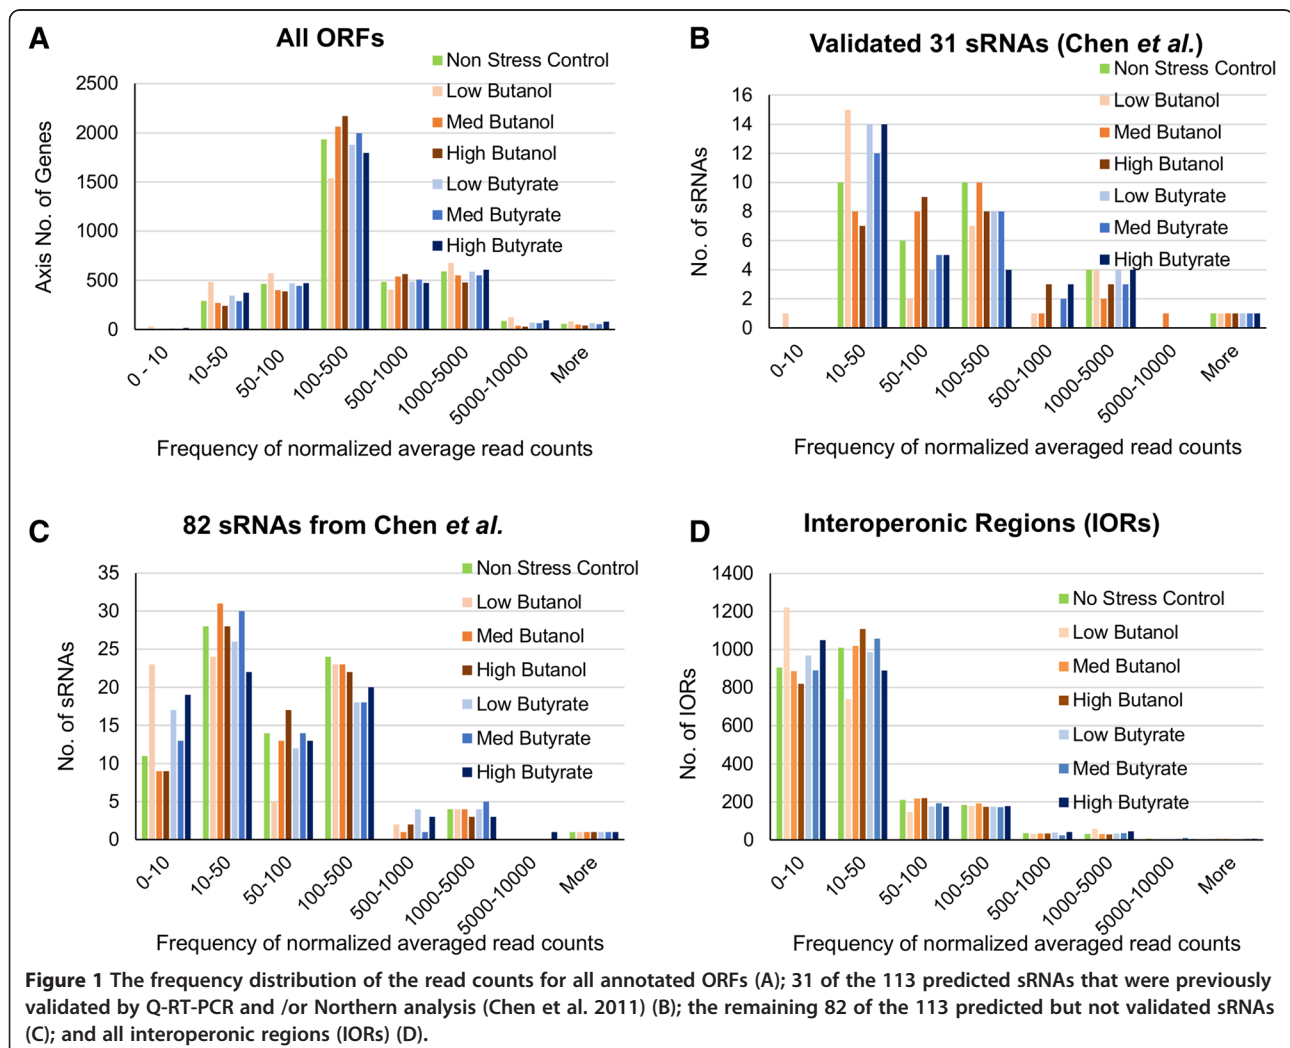 A
All ORFs
Non Stress Control
Low Butanol
Med Butanol
High Butanol
Low Butyrate
Med Butyrate
High Butyrate
Axis No. of Genes
2500
2000
1500
1000
500
0
0 - 10
10-50
50-100
100-500
500-1000
1000-5000
5000-10000
More
Frequency of normalized average read counts
B
Validated 31 sRNAs (Chen et al.)
Non Stress Control
Low Butanol
Med Butanol
High Butanol
Low Butyrate
Med Butyrate
High Butyrate
No. of sRNAs
16
14
12
10
8
6
4
2
0
0-10
10-50
50-100
100-500
500-1000
1000-5000
5000-10000
More
Frequency of normalized averaged read counts
C
82 sRNAs from Chen et al.
Non Stress Control
Low Butanol
Med Butanol
High Butanol
Low Butyrate
Med Butyrate
High Butyrate
No. of sRNAs
35
30
25
20
15
10
5
0
0-10
10-50
50-100
100-500
500-1000
1000-5000
5000-10000
More
Frequency of normalized averaged read counts
D
Interoperonic Regions (IORs)
No Stress Control
Low Butanol
Med Butanol
High Butanol
Low Butyrate
Med Butyrate
High Butyrate
No. of IORs
1400
1200
1000
800
600
400
200
0
0-10
10-50
50-100
100-500
500-1000
1000-5000
5000-10000
More
Frequency of normalized averaged read counts
Figure 1 The frequency distribution of the read counts for all annotated ORFs (A); 31 of the 113 predicted sRNAs that were previously
validated by Q-RT-PCR and /or Northern analysis (Chen et al. 2011) (B); the remaining 82 of the 113 predicted but not validated sRNAs
(C); and all interoperonic regions (IORs) (D).